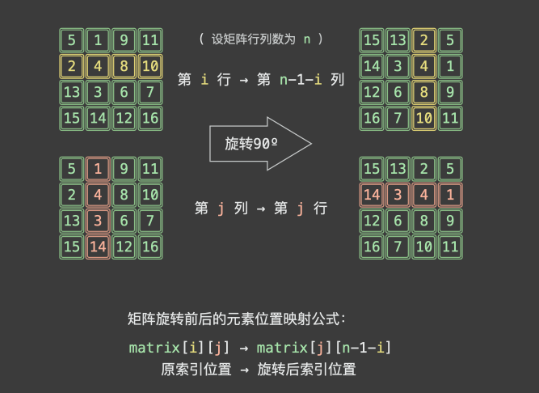 5 1 9 11
2 4 8 10
13 3 6 7
15 14 12 16
( 设矩阵行列数为 n )
第 i 行 → 第 n-1-i 列
旋转90º
15 13 2 5
14 3 4 1
12 6 8 9
16 7 10 11
5 1 9 11
2 4 8 10
13 3 6 7
15 14 12 16
第 j 列 → 第 j 行
15 13 2 5
14 3 4 1
12 6 8 9
16 7 10 11
矩阵旋转前后的元素位置映射公式：
matrix[i][j] → matrix[j][n-1-i]
原索引位置 → 旋转后索引位置